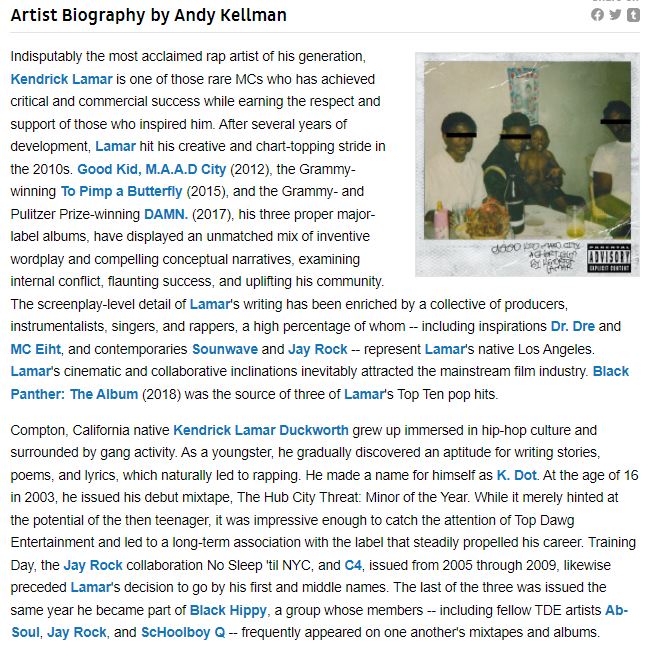 Artist Biography by Andy Kellman
Indisputably the most acclaimed rap artist of his generation,
Kendrick Lamar is one of those rare MCs who has achieved
critical and commercial success while earning the respect and
support of those who inspired him. After several years of
development, Lamar hit his creative and chart-topping stride in
the 2010s. Good Kid, M.A.A.D City (2012), the Grammy-
winning To Pimp a Butterfly (2015), and the Grammy- and
Pulitzer Prize-winning DAMN. (2017), his three proper major-
label albums, have displayed an unmatched mix of inventive
wordplay and compelling conceptual narratives, examining
internal conflict, flaunting success, and uplifting his community.
The screenplay-level detail of Lamar's writing has been enriched by a collective of producers,
instrumentalists, singers, and rappers, a high percentage of whom -- including inspirations Dr. Dre and
MC Eiht, and contemporaries Sounwave and Jay Rock -- represent Lamar's native Los Angeles.
Lamar's cinematic and collaborative inclinations inevitably attracted the mainstream film industry. Black
Panther: The Album (2018) was the source of three of Lamar's Top Ten pop hits.
Compton, California native Kendrick Lamar Duckworth grew up immersed in hip-hop culture and
surrounded by gang activity. As a youngster, he gradually discovered an aptitude for writing stories,
poems, and lyrics, which naturally led to rapping. He made a name for himself as K. Dot. At the age of 16
in 2003, he issued his debut mixtape, The Hub City Threat: Minor of the Year. While it merely hinted at
the potential of the then teenager, it was impressive enough to catch the attention of Top Dawg
Entertainment and led to a long-term association with the label that steadily propelled his career. Training
Day, the Jay Rock collaboration No Sleep 'til NYC, and C4, issued from 2005 through 2009, likewise
preceded Lamar's decision to go by his first and middle names. The last of the three was issued the
same year he became part of Black Hippy, a group whose members -- including fellow TDE artists Ab-
Soul, Jay Rock, and ScHoolboy Q -- frequently appeared on one another's mixtapes and albums.
PARENTAL
ADVISORY
EXPLICIT CONTENT